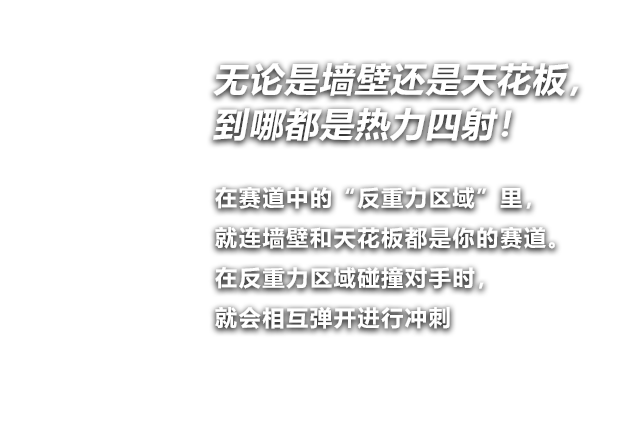 无论是墙壁还是天花板，
到哪都是热力四射！
在赛道中的“反重力区域”里，
就连墙壁和天花板都是你的赛道。
在反重力区域碰撞对手时，
就会相互弹开进行冲刺